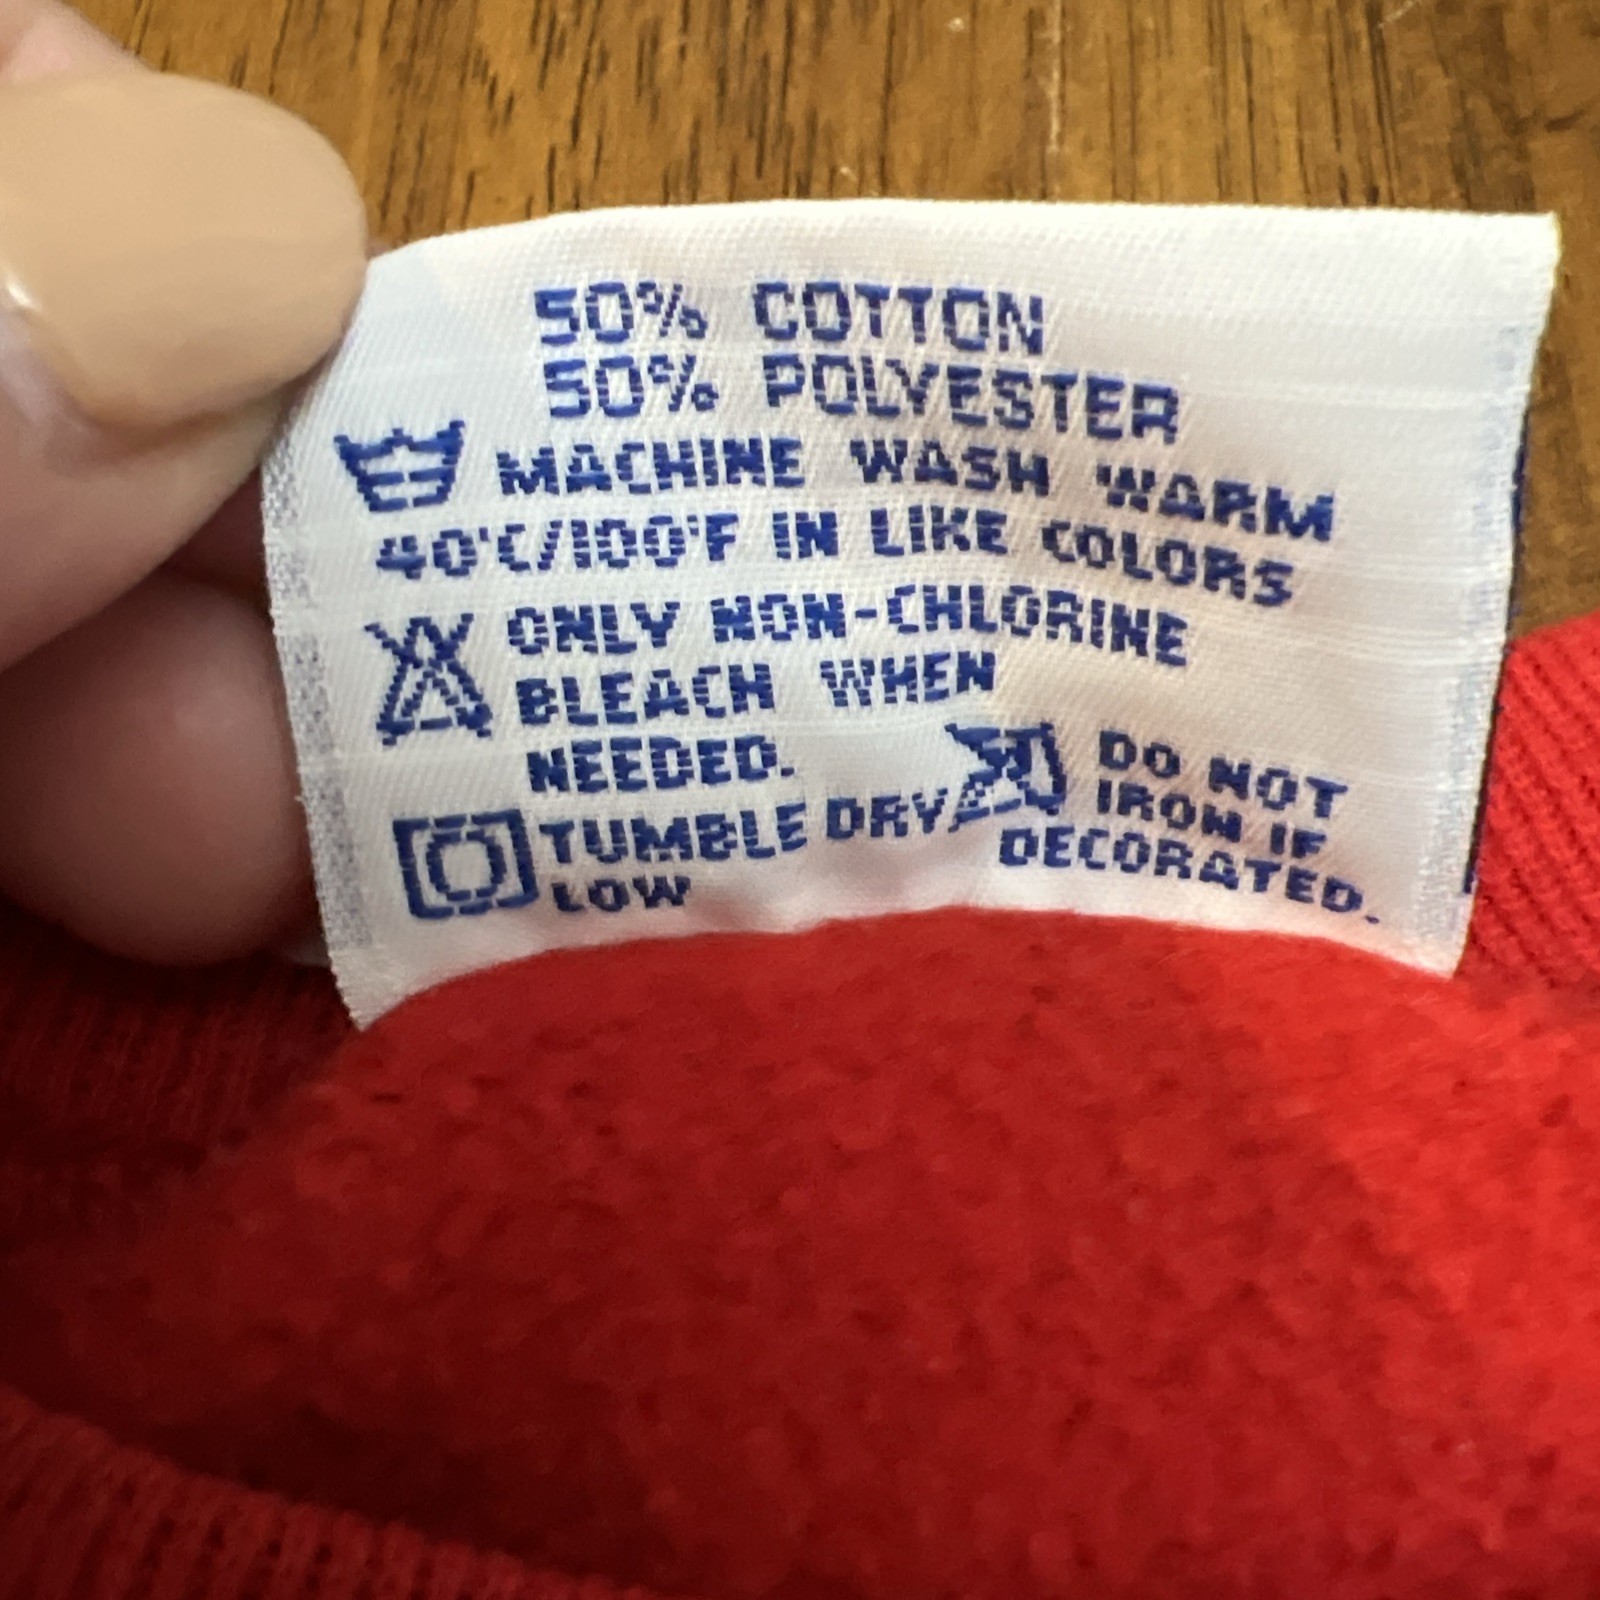 50% COTTON
50% POLYESTER
MACHINE WASH WARM
40°C/100°F IN LIKE COLORS
ONLY NON-CHLORINE
BLEACH WHEN
NEEDED.
TUMBLE DRY
LOW
DO NOT
IRON IF
DECORATED.